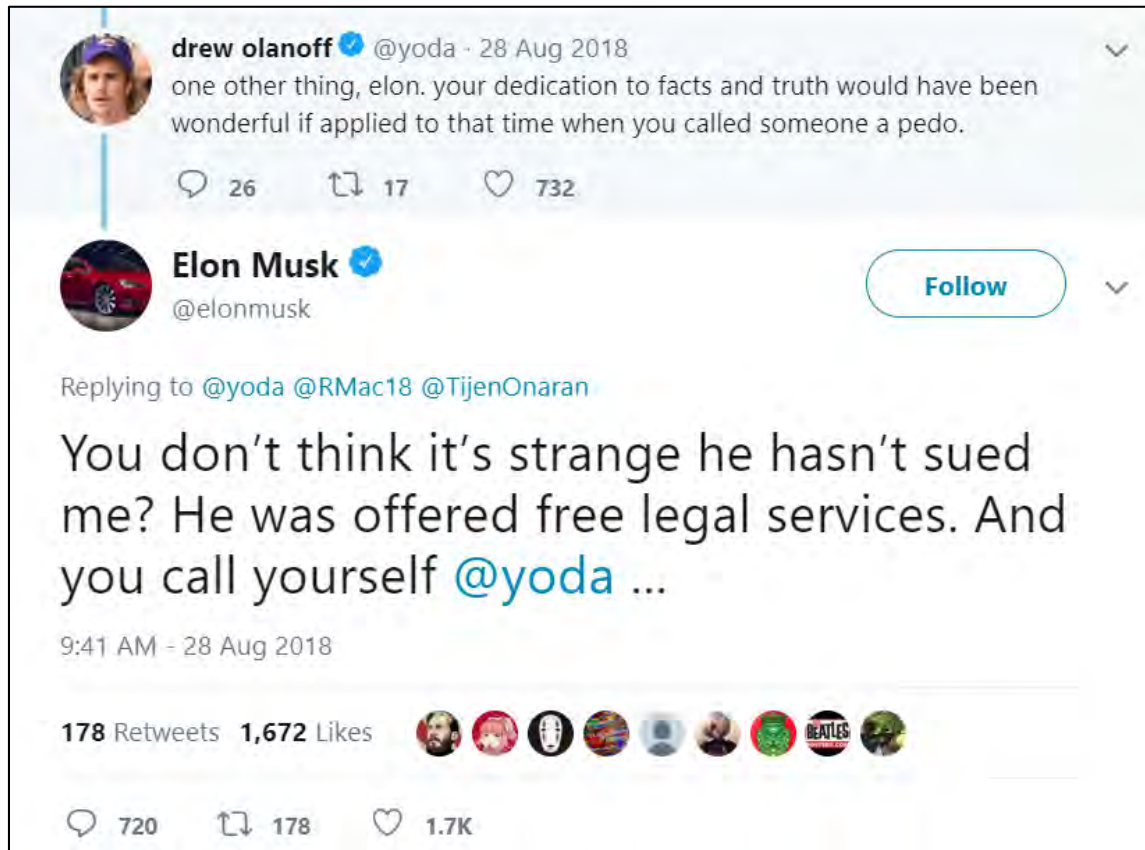 drew olanoff @yoda · 28 Aug 2018
one other thing, elon. your dedication to facts and truth would have been
wonderful if applied to that time when you called someone a pedo.
26 17 732
Elon Musk
@elonmusk
Follow
Replying to @yoda @RMac18 @TijenOnaran
You don’t think it’s strange he hasn’t sued
me? He was offered free legal services. And
you call yourself @yoda ...
9:41 AM - 28 Aug 2018
178 Retweets 1,672 Likes
BEATLES
720 178 1.7K